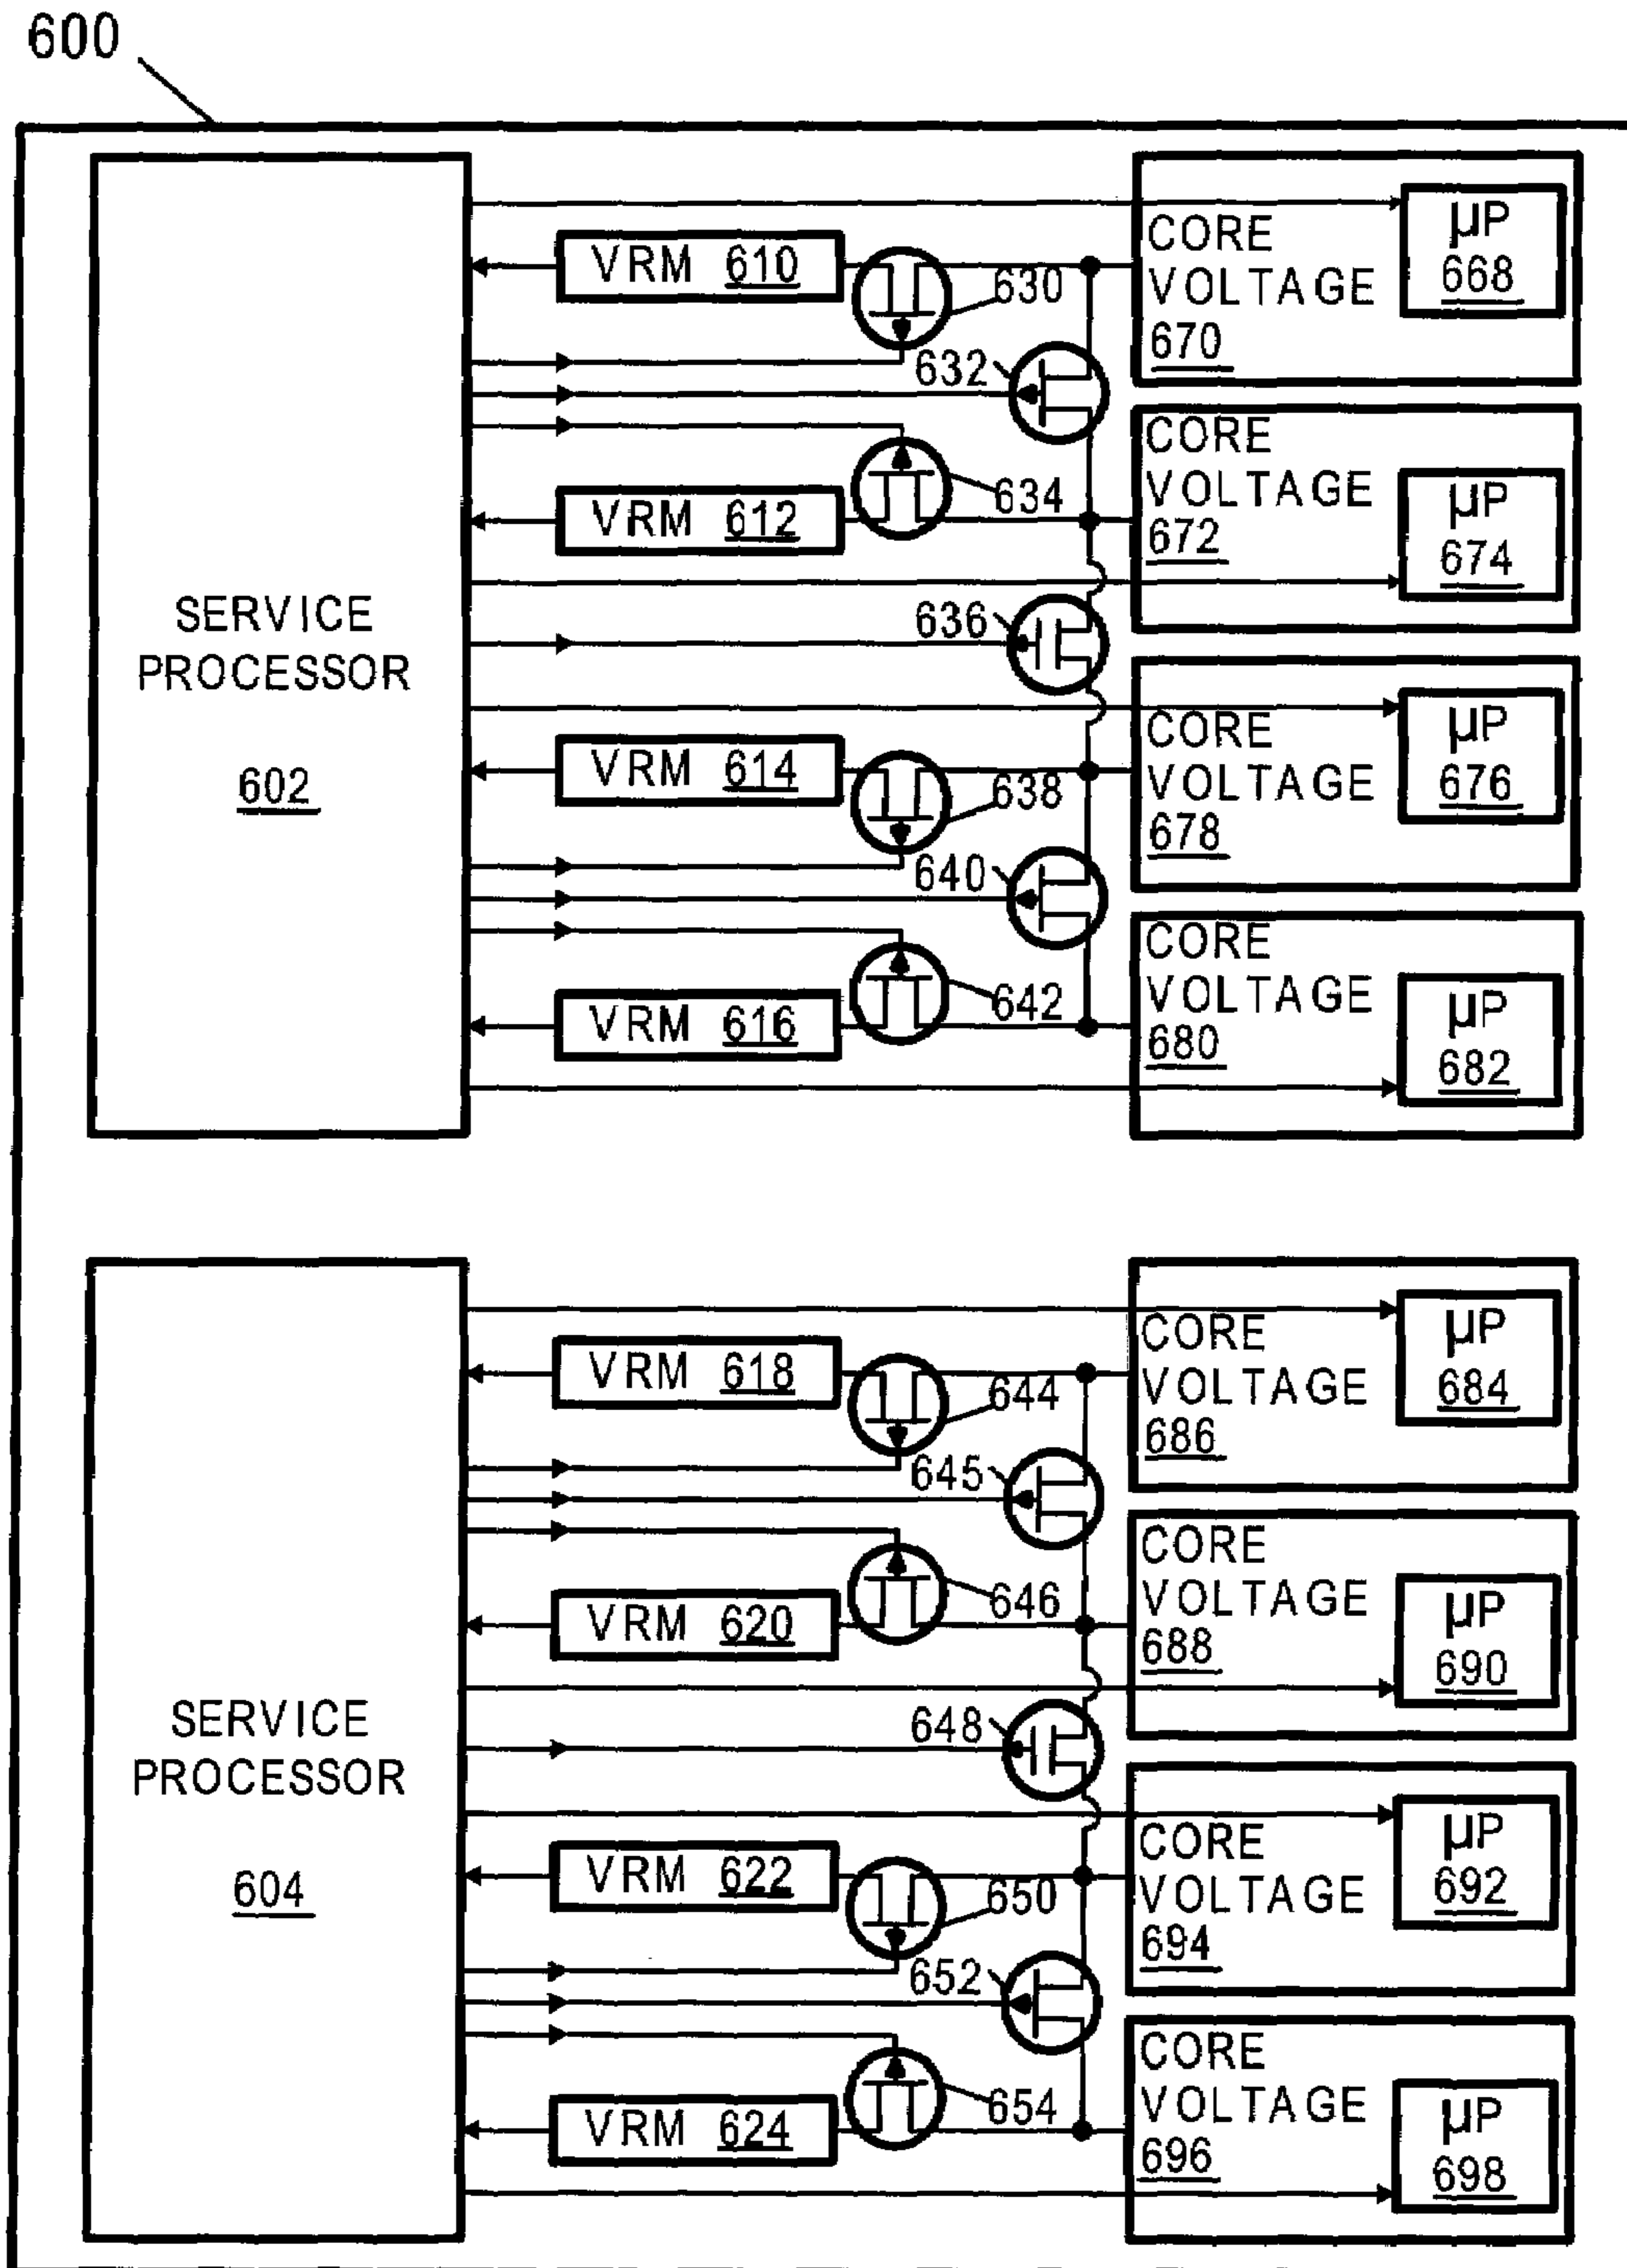 600
SERVICE
PROCESSOR
602
VRM 610
630
632
634
VRM 612
636
VRM 614
638
640
642
VRM 616
CORE
VOLTAGE
670
μP
668
CORE
VOLTAGE
672
μP
674
CORE
VOLTAGE
678
μP
676
CORE
VOLTAGE
680
μP
682
SERVICE
PROCESSOR
604
VRM 618
644
645
646
VRM 620
648
VRM 622
650
652
654
VRM 624
CORE
VOLTAGE
686
μP
684
CORE
VOLTAGE
688
μP
690
CORE
VOLTAGE
694
μP
692
CORE
VOLTAGE
696
μP
698